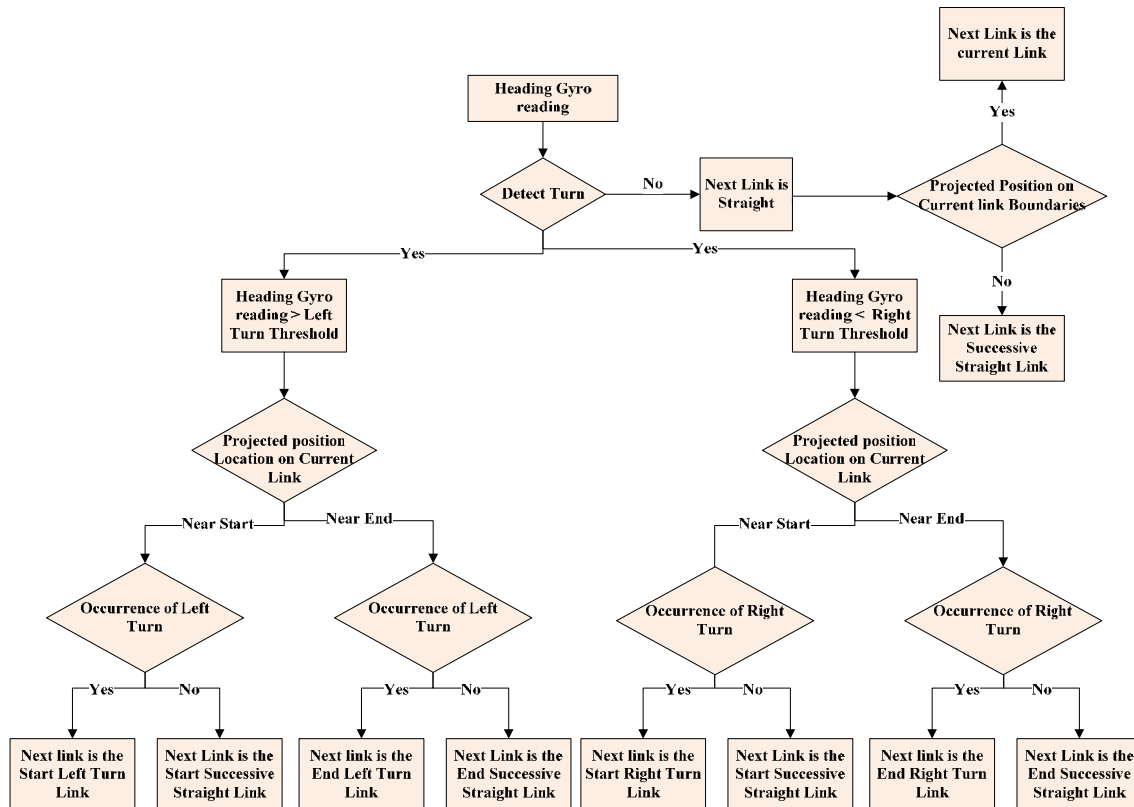 Next Link is the
current Link
Heading Gyro
reading
Yes
Detect Turn
No
Next Link is
Straight
Projected Position on
Current link Boundaries
Yes
Yes
No
Heading Gyro
reading > Left
Turn Threshold
Heading Gyro
reading < Right
Turn Threshold
Next Link is the
Successive
Straight Link
Projected position
Location on Current
Link
Projected position
Location on Current
Link
Near Start
Near End
Near Start
Near End
Occurrence of Left
Turn
Occurrence of Left
Turn
Occurrence of Right
Turn
Occurrence of Right
Turn
Yes
No
Yes
No
Yes
No
Yes
No
Next link is the
Start Left Turn
Link
Next Link is the
Start Successive
Straight Link
Next link is the
End Left Turn
Link
Next Link is the
End Successive
Straight Link
Next link is the
Start Right Turn
Link
Next Link is the
Start Successive
Straight Link
Next link is the
End Right Turn
Link
Next Link is the
End Successive
Straight Link